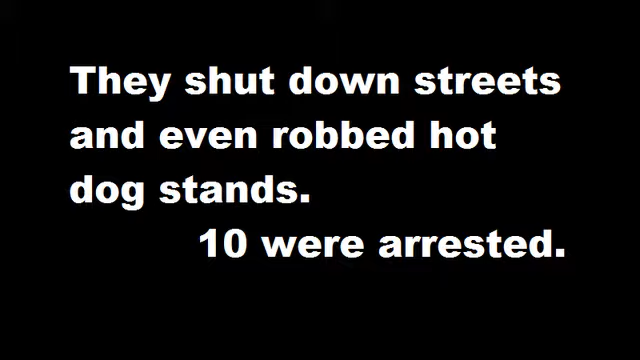 They shut down streets
and even robbed hot
dog stands.
10 were arrested.